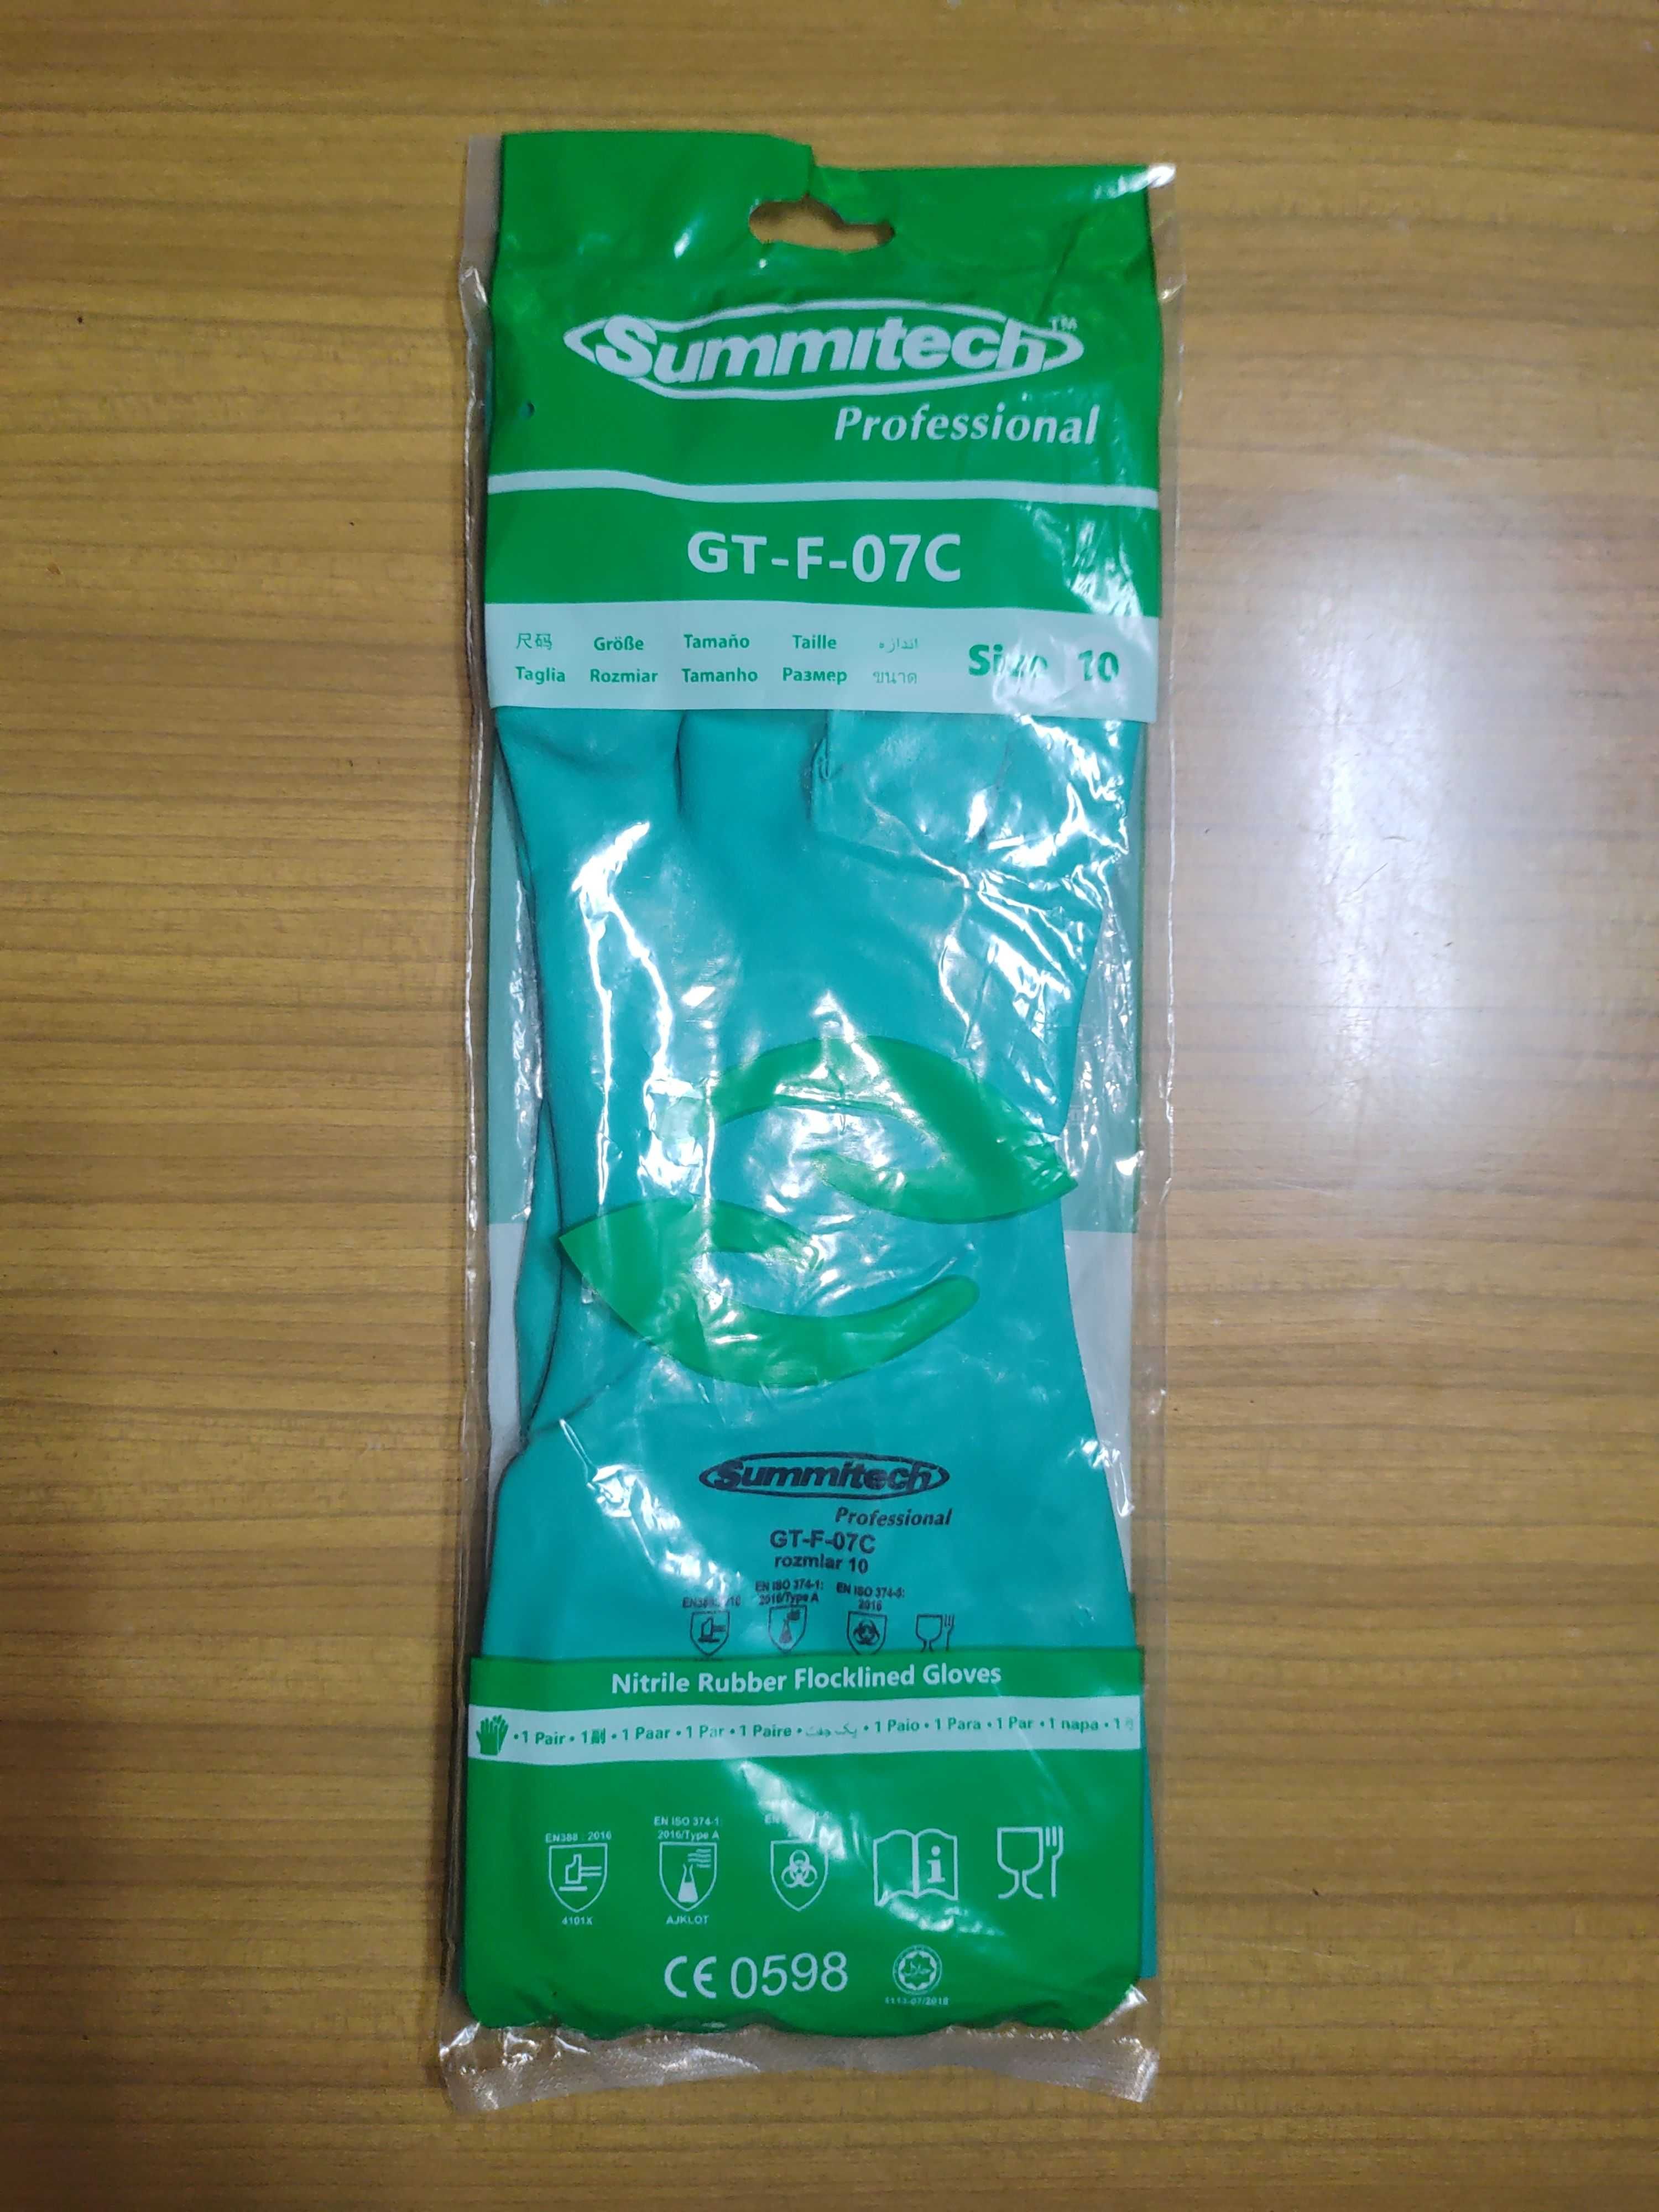 Summitech™
Professional
GT-F-07C
尺码 Größe Tamaño Taille اندازه
Taglia Rozmiar Tamanho Размер ขนาด
Size 10
Summitech
Professional
GT-F-07C
rozmiar 10
EN ISO 374-1: EN ISO 374-5:
2016/Type A 2016
Nitrile Rubber Flocklined Gloves
•1 Pair • 1副 • 1 Paar • 1 Par • 1 Paire • یک جفت • 1 Paio • 1 Para • 1 Par • 1 пара • 1
EN ISO 374-1:
EN388 : 2016 2016/Type A
4101X AJKLOT
CE 0598
حلال